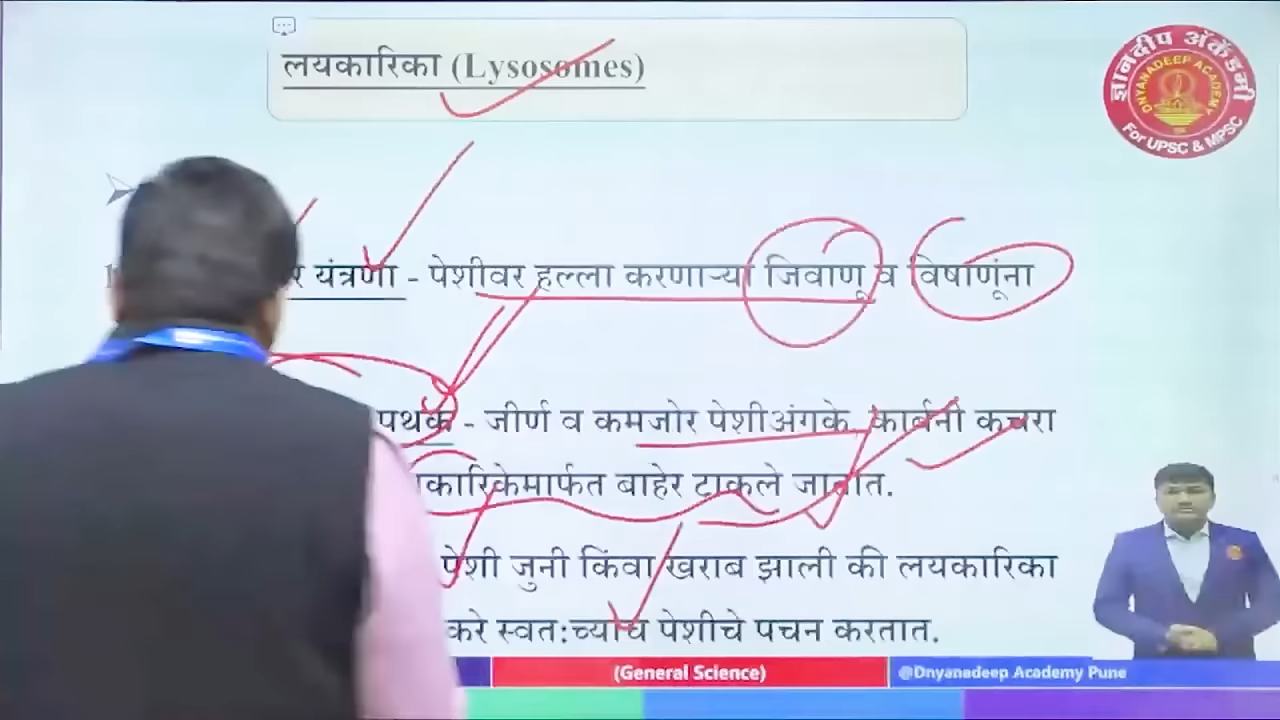 लयकारिका (Lysosomes)
ज्ञानदीप अ‍ॅकॅडमी
DNYANADEEP ACADEMY
For UPSC & MPSC
यंत्रणा - पेशीवर हल्ला करणाऱ्या जिवाणू व विषाणूंना
पथक - जीर्ण व कमजोर पेशीअंगके, कार्बनी कचरा
कारिकेमार्फत बाहेर टाकले जातात.
पेशी जुनी किंवा खराब झाली की लयकारिका
स्वत:च्याच पेशीचे पचन करतात.
(General Science)
@Dnyanadeep Academy Pune